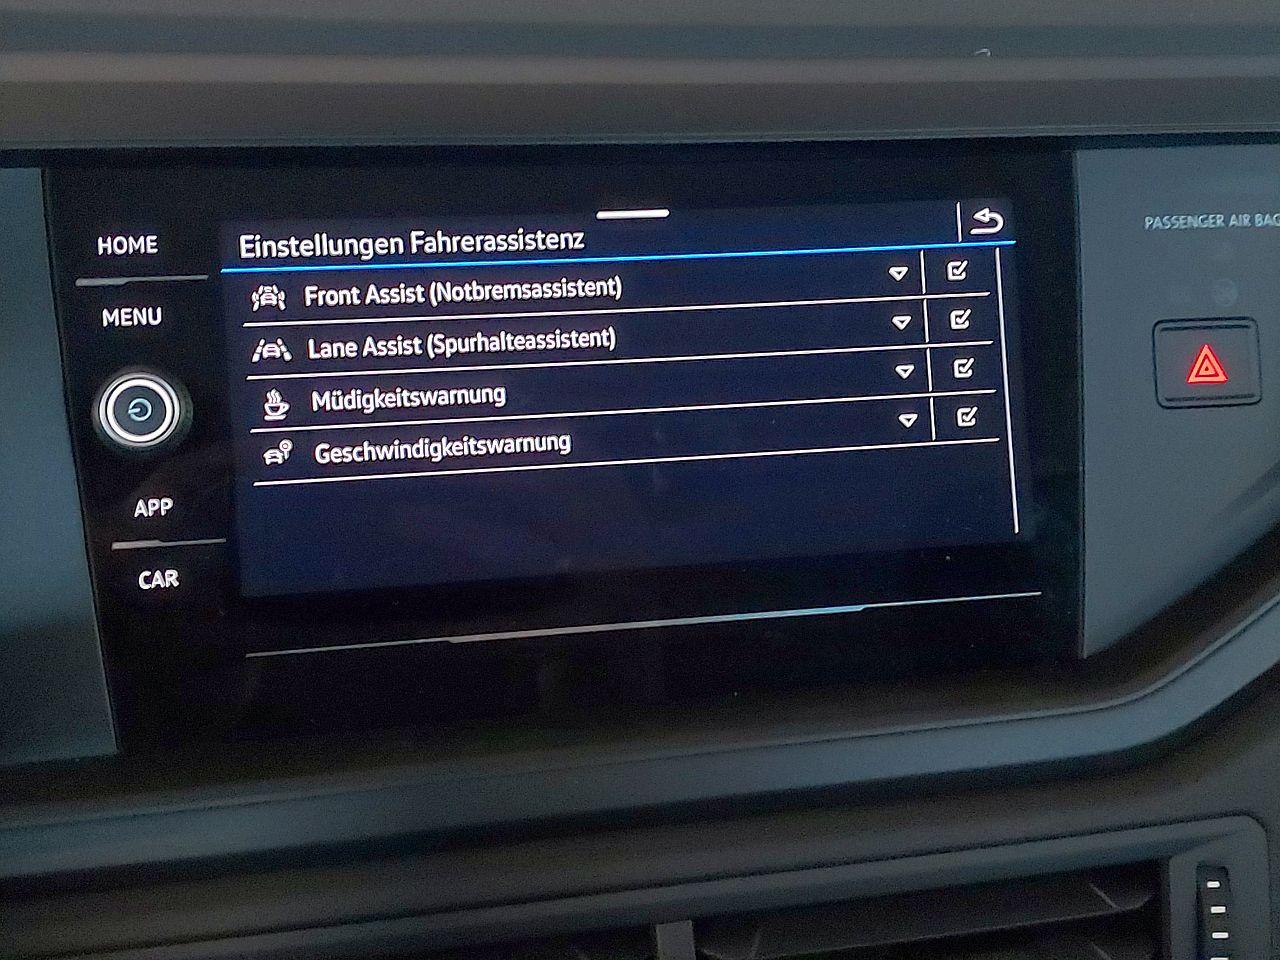 PASSENGER AIR BAG
HOME
MENU
APP
CAR
Einstellungen Fahrerassistenz
Front Assist (Notbremsassistent)
Lane Assist (Spurhalteassistent)
Müdigkeitswarnung
Geschwindigkeitswarnung